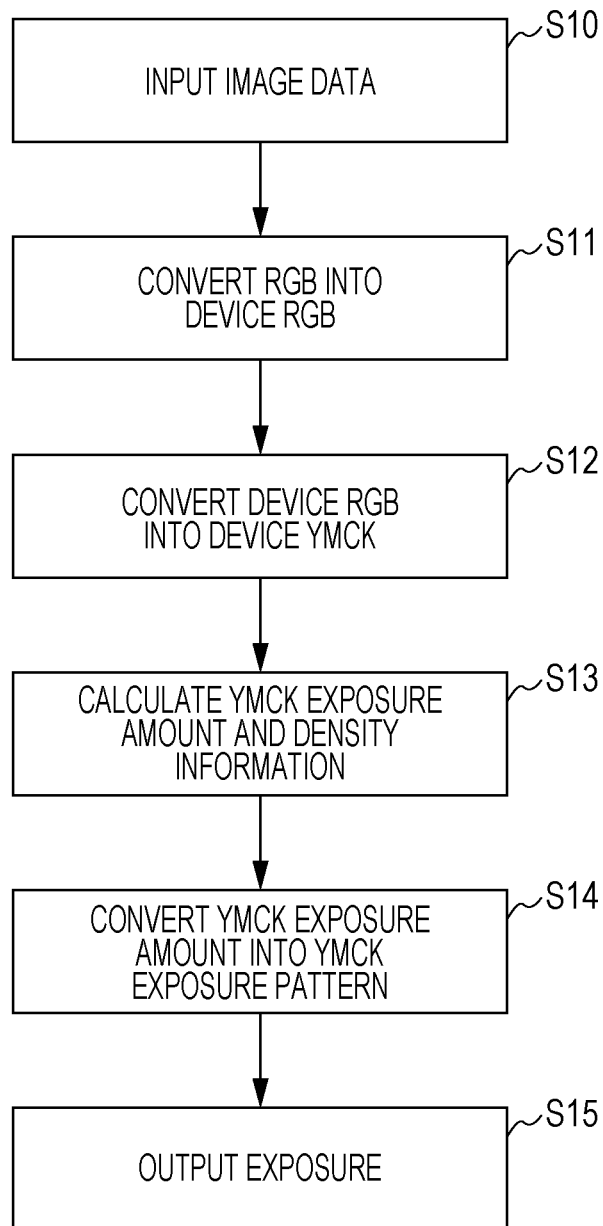 S10
INPUT IMAGE DATA
S11
CONVERT RGB INTO
DEVICE RGB
S12
CONVERT DEVICE RGB
INTO DEVICE YMCK
S13
CALCULATE YMCK EXPOSURE
AMOUNT AND DENSITY
INFORMATION
S14
CONVERT YMCK EXPOSURE
AMOUNT INTO YMCK
EXPOSURE PATTERN
S15
OUTPUT EXPOSURE